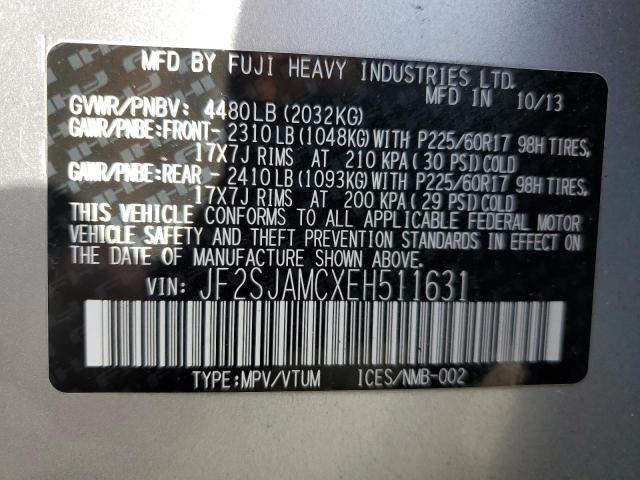 MFD BY FUJI HEAVY INDUSTRIES LTD.
MFD IN 10/13
GVWR/PNBV: 4480LB(2032KG)
GAWR/PNBE:FRONT- 2310LB(1048KG)WITH P225/60R17 98H TIRES,
17X7J RIMS AT 210 KPA(30 PSI)COLD
GAWR/PNBE:REAR -2410LB(1093KG)WITH P225/60R17 98H TIRES,
17X7J RIMS AT 200 KPA(29 PSI)COLD
THIS VEHICLE CONFORMS TO ALL APPLICABLE FEDERAL MOTOR
VEHICLE SAFETY AND THEFT PREVENTION STANDARDS IN EFFECT
ON THE DATE OF MANUFACTURE SHOWN ABOVE.
VIN: JF2SJAMCXEH511631
TYPE:MPV/VTUM ICES/NMB-002